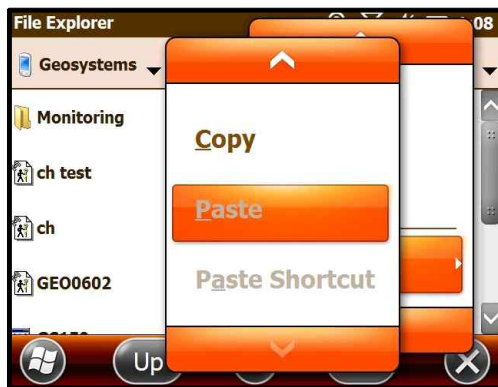 File Explorer :08
Geosystems
Monitoring
ch test
ch
GEO0602
Copy
Paste
Paste Shortcut
Up